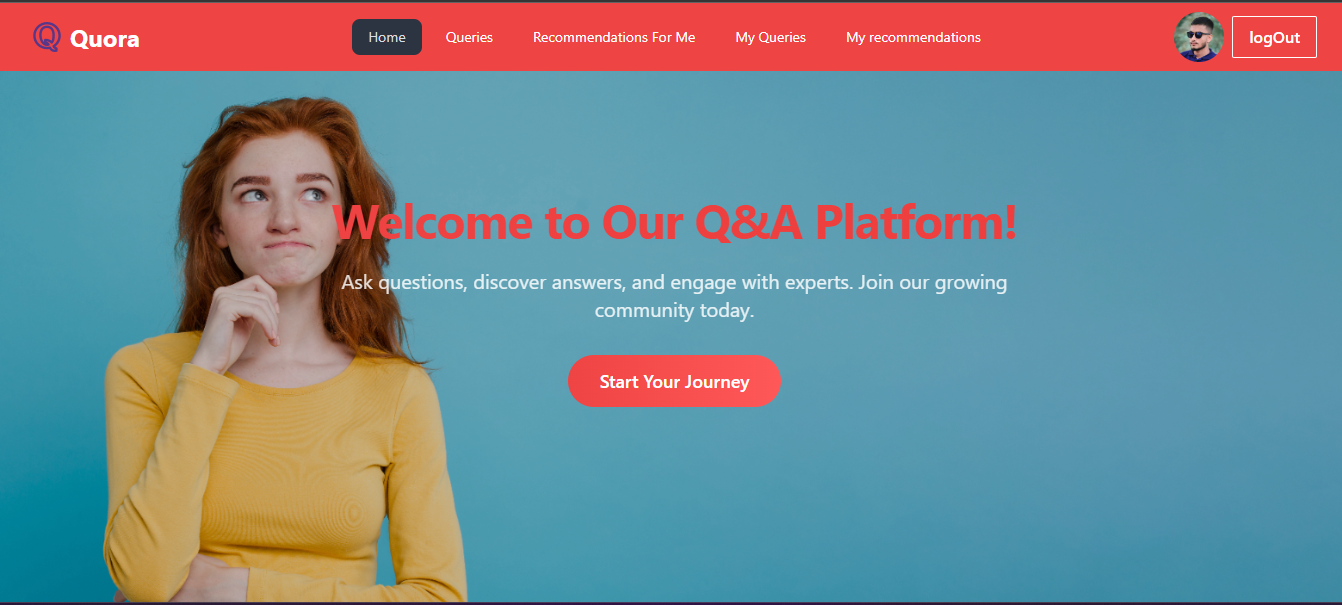 Quora
Home
Queries
Recommendations For Me
My Queries
My recommendations
logOut
Welcome to Our Q&A Platform!
Ask questions, discover answers, and engage with experts. Join our growing
community today.
Start Your Journey